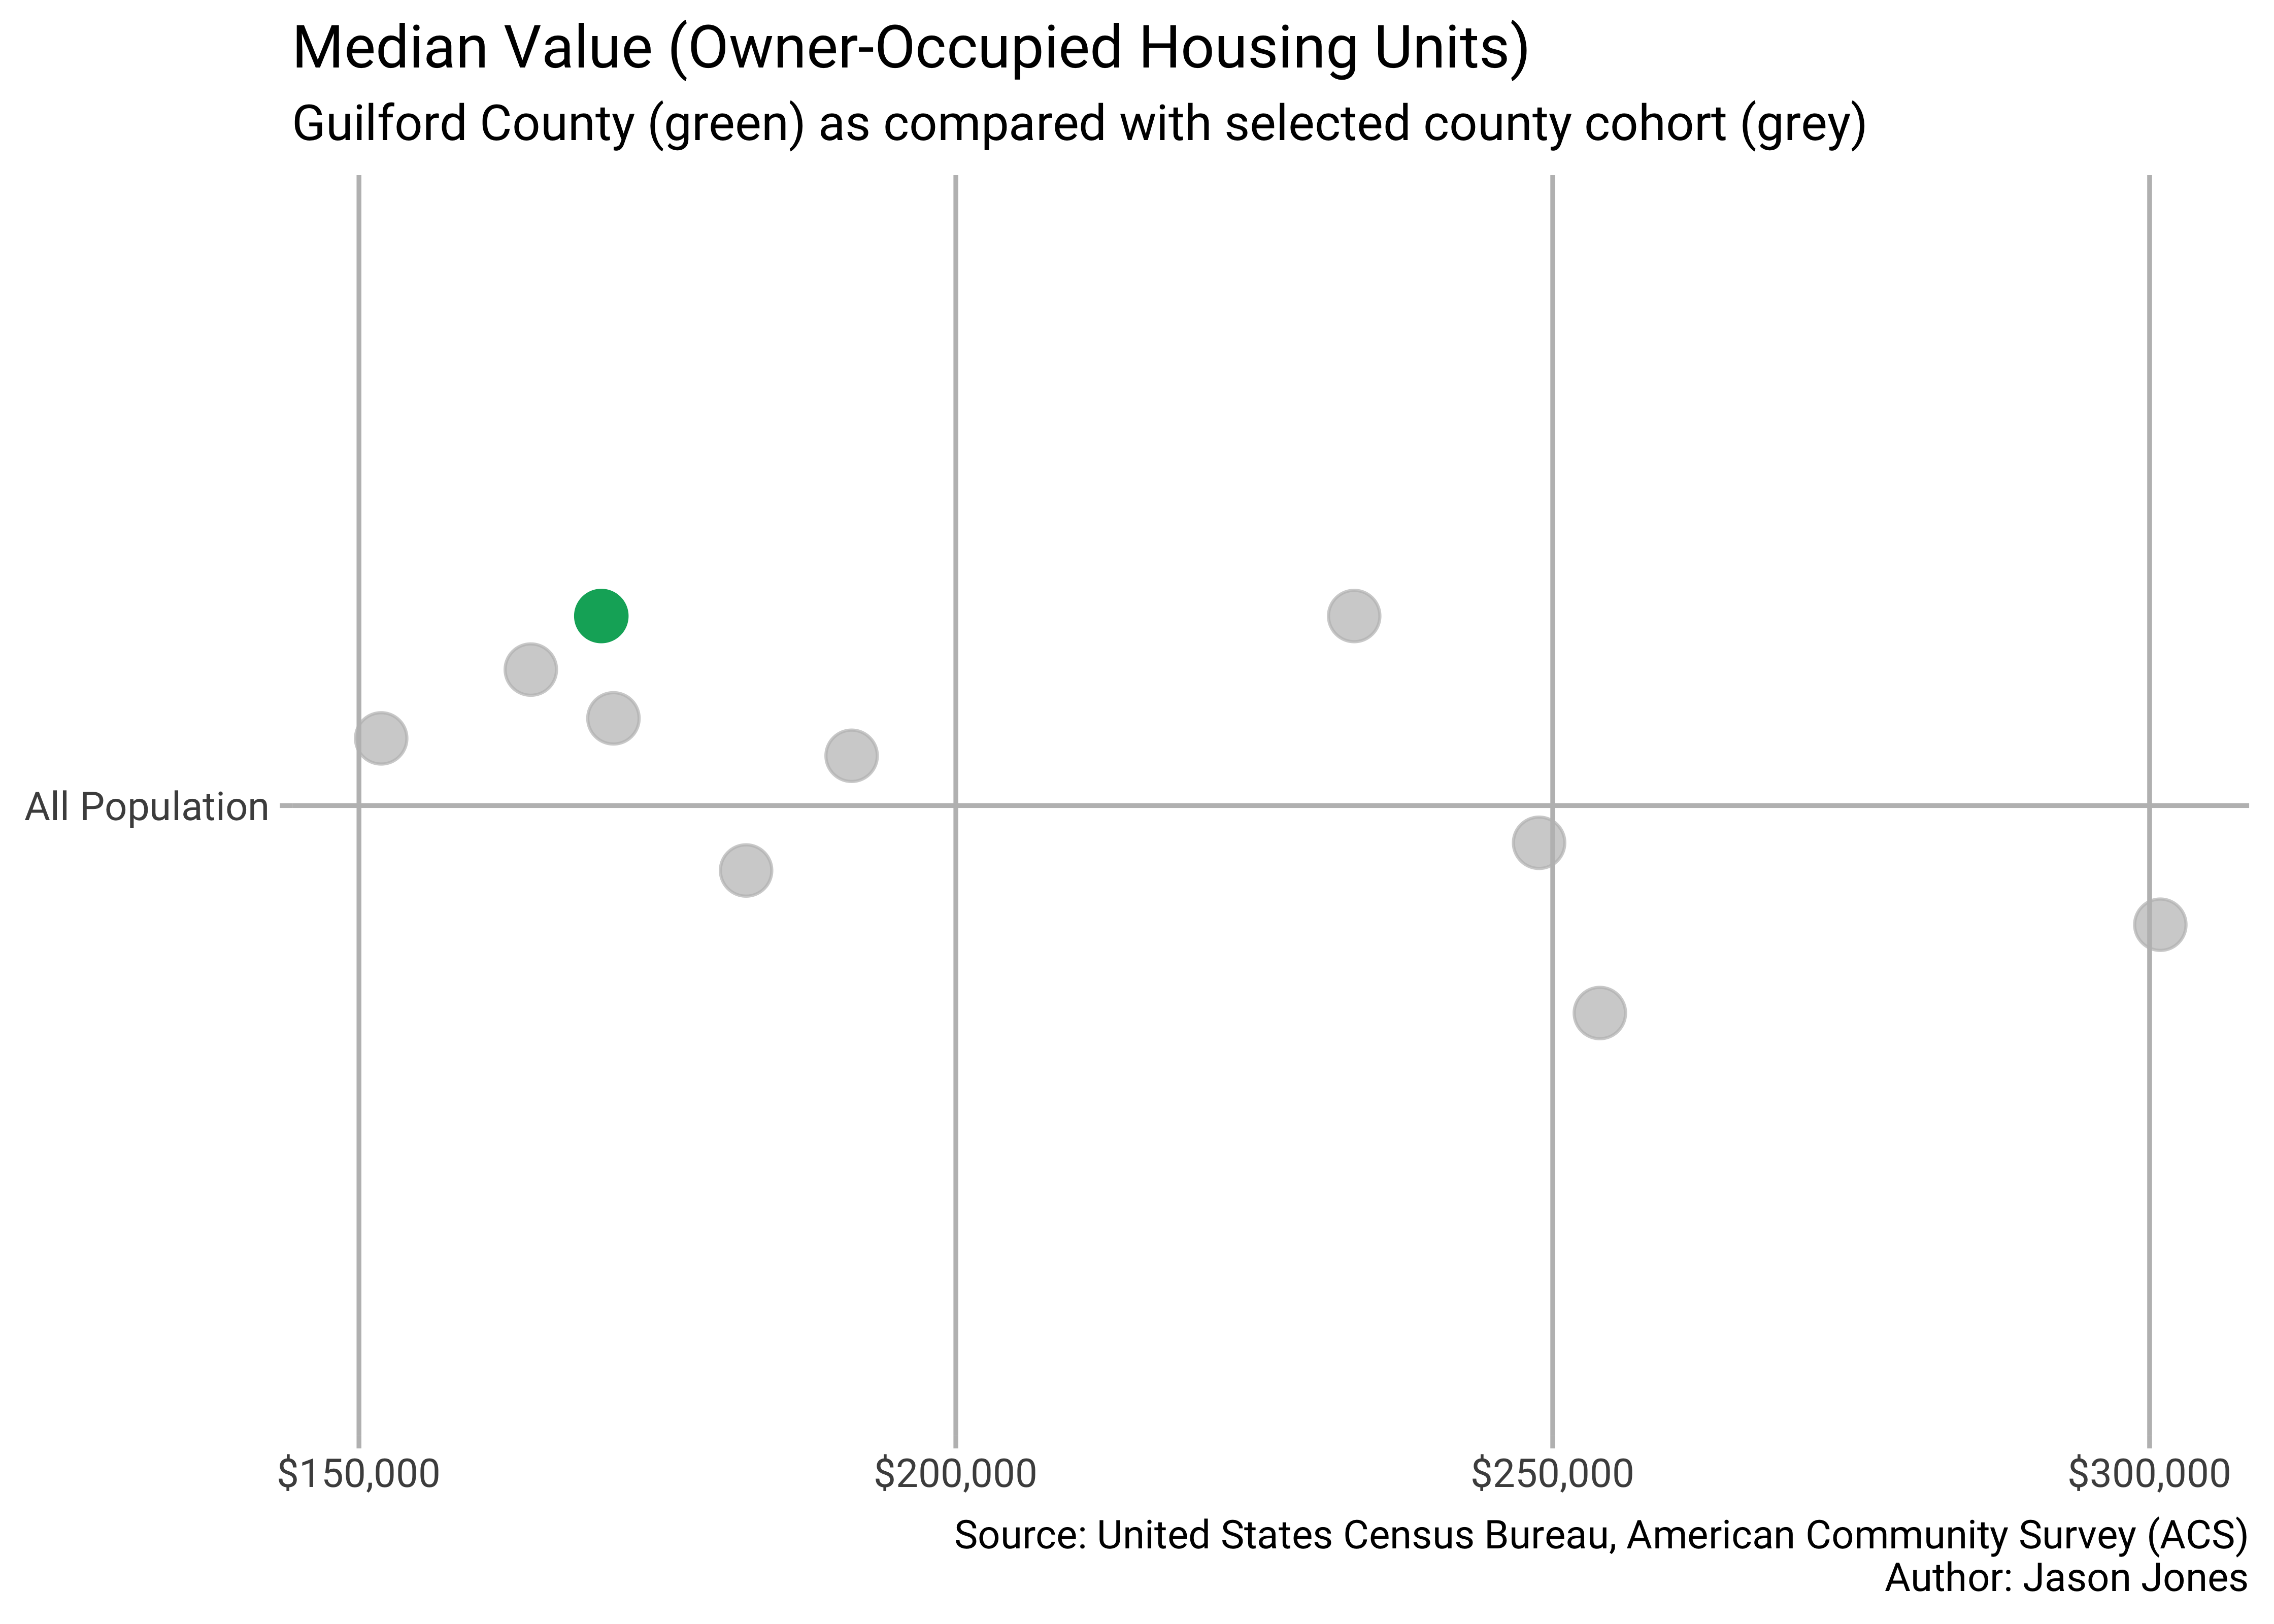 Median Value (Owner-Occupied Housing Units)
Guilford County (green) as compared with selected county cohort (grey)
All Population
$150,000
$200,000
$250,000
$300,000
Source: United States Census Bureau, American Community Survey (ACS)
Author: Jason Jones